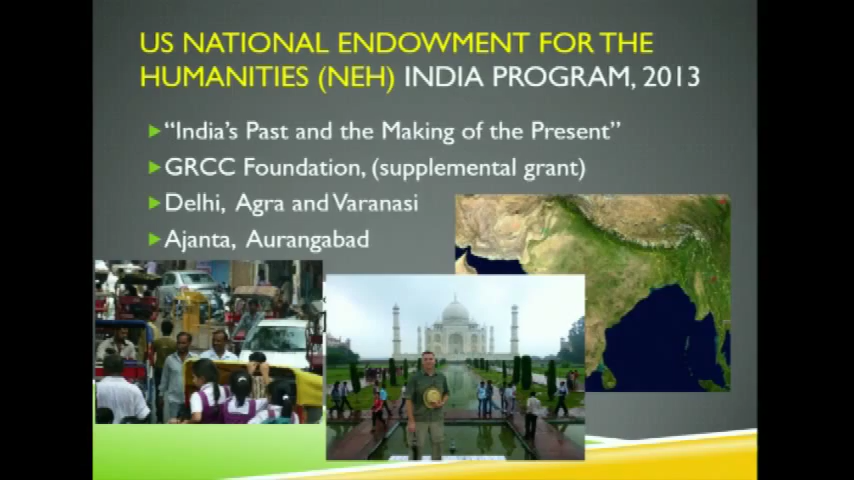 US NATIONAL ENDOWMENT FOR THE
HUMANITIES (NEH) INDIA PROGRAM, 2013
“India’s Past and the Making of the Present”
GRCC Foundation, (supplemental grant)
Delhi, Agra and Varanasi
Ajanta, Aurangabad